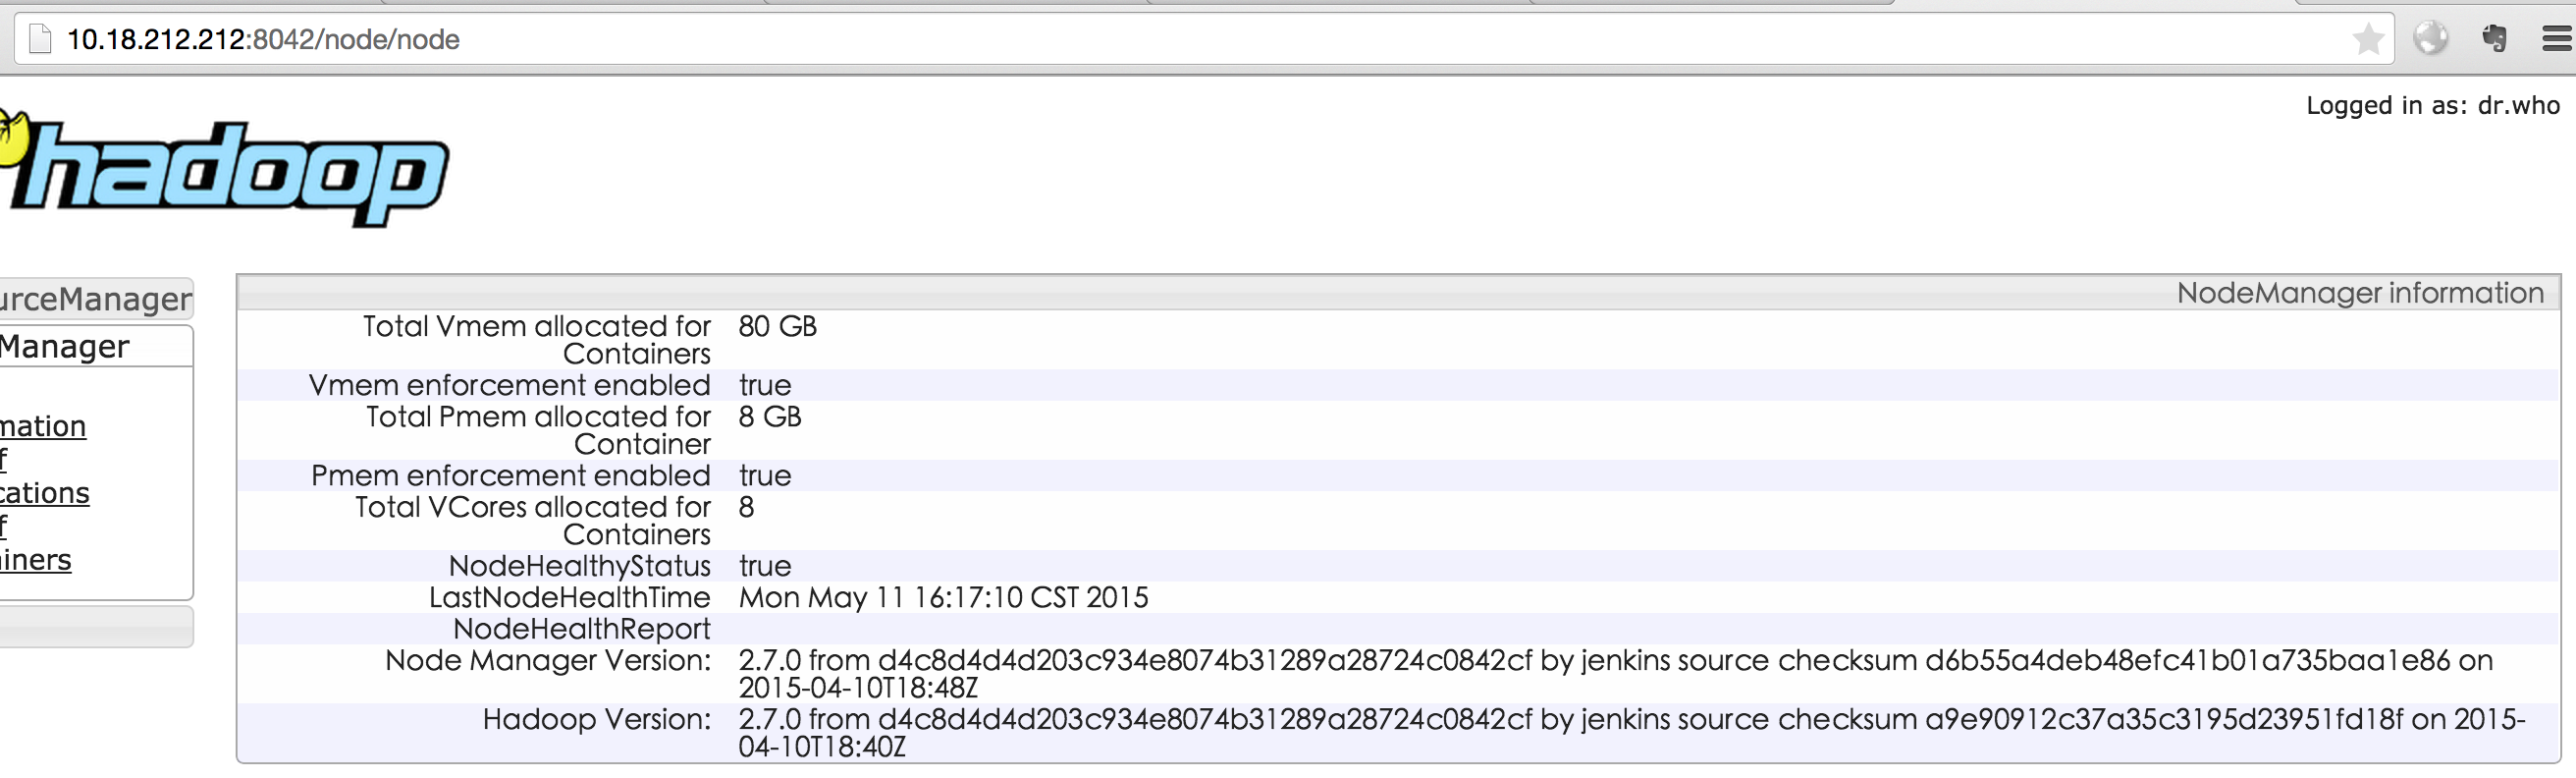 10.18.212.212:8042/node/node
Logged in as: dr.who
hadoop
urceManager
Manager
mation
f
cations
f
iners
NodeManager information
Total Vmem allocated for Containers 80 GB
Vmem enforcement enabled true
Total Pmem allocated for Container 8 GB
Pmem enforcement enabled true
Total VCores allocated for Containers 8
NodeHealthyStatus true
LastNodeHealthTime Mon May 11 16:17:10 CST 2015
NodeHealthReport
Node Manager Version: 2.7.0 from d4c8d4d4d203c934e8074b31289a28724c0842cf by jenkins source checksum d6b55a4deb48efc41b01a735baa1e86 on
2015-04-10T18:48Z
Hadoop Version: 2.7.0 from d4c8d4d4d203c934e8074b31289a28724c0842cf by jenkins source checksum a9e90912c37a35c3195d23951fd18f on 2015-
04-10T18:40Z